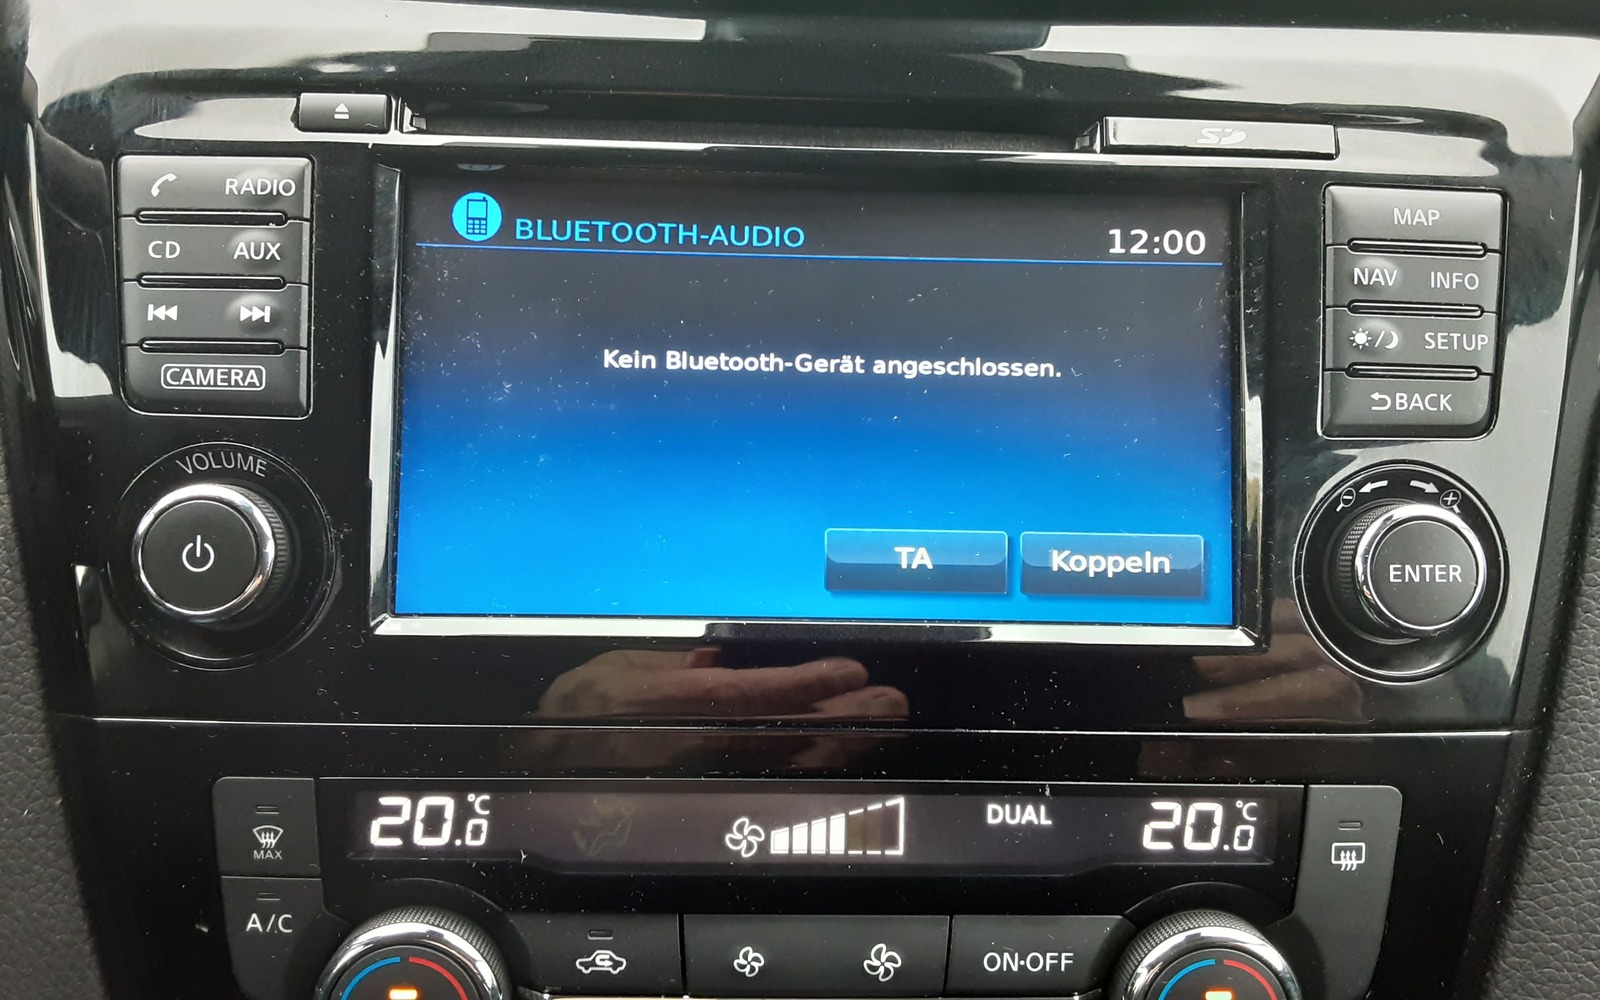 SD
RADIO
CD AUX
CAMERA
VOLUME
BLUETOOTH-AUDIO
12:00
Kein Bluetooth-Gerät angeschlossen.
TA
Koppeln
MAP
NAV INFO
SETUP
BACK
ENTER
20.0 °C
DUAL
20.0 °C
MAX
A/C
ON·OFF